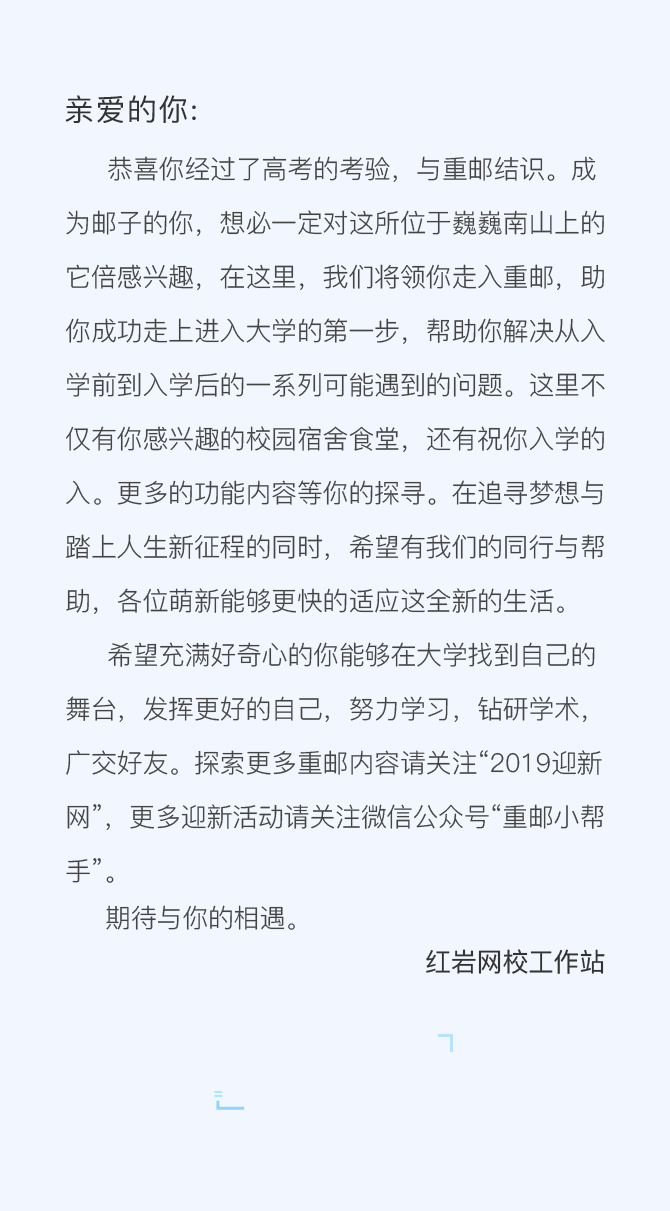 亲爱的你:
恭喜你经过了高考的考验，与重邮结识。成
为邮子的你，想必一定对这所位于巍巍南山上的
它倍感兴趣，在这里，我们将领你走入重邮，助
你成功走上进入大学的第一步，帮助你解决从入
学前到入学后的一系列可能遇到的问题。这里不
仅有你感兴趣的校园宿舍食堂，还有祝你入学的
入。更多的功能内容等你的探寻。在追寻梦想与
踏上人生新征程的同时，希望有我们的同行与帮
助，各位萌新能够更快的适应这全新的生活。
希望充满好奇心的你能够在大学找到自己的
舞台，发挥更好的自己，努力学习，钻研学术，
广交好友。探索更多重邮内容请关注“2019迎新
网”，更多迎新活动请关注微信公众号“重邮小帮
手”。
期待与你的相遇。
红岩网校工作站